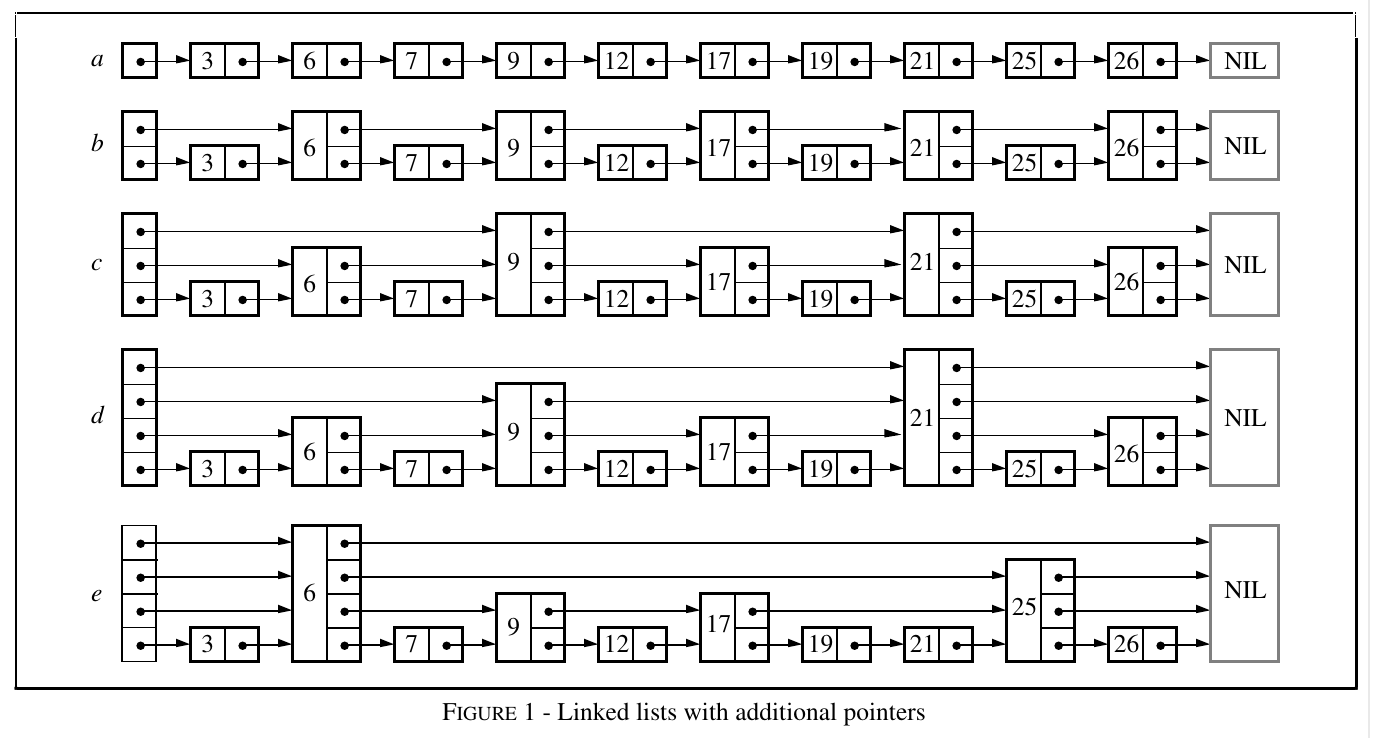 a 3 6 7 9 12 17 19 21 25 26 NIL
b 3 6 7 9 12 17 19 21 25 26 NIL
c 3 6 7 9 12 17 19 21 25 26 NIL
d 3 6 7 9 12 17 19 21 25 26 NIL
e 3 6 7 9 12 17 19 21 25 26 NIL
FIGURE 1 - Linked lists with additional pointers